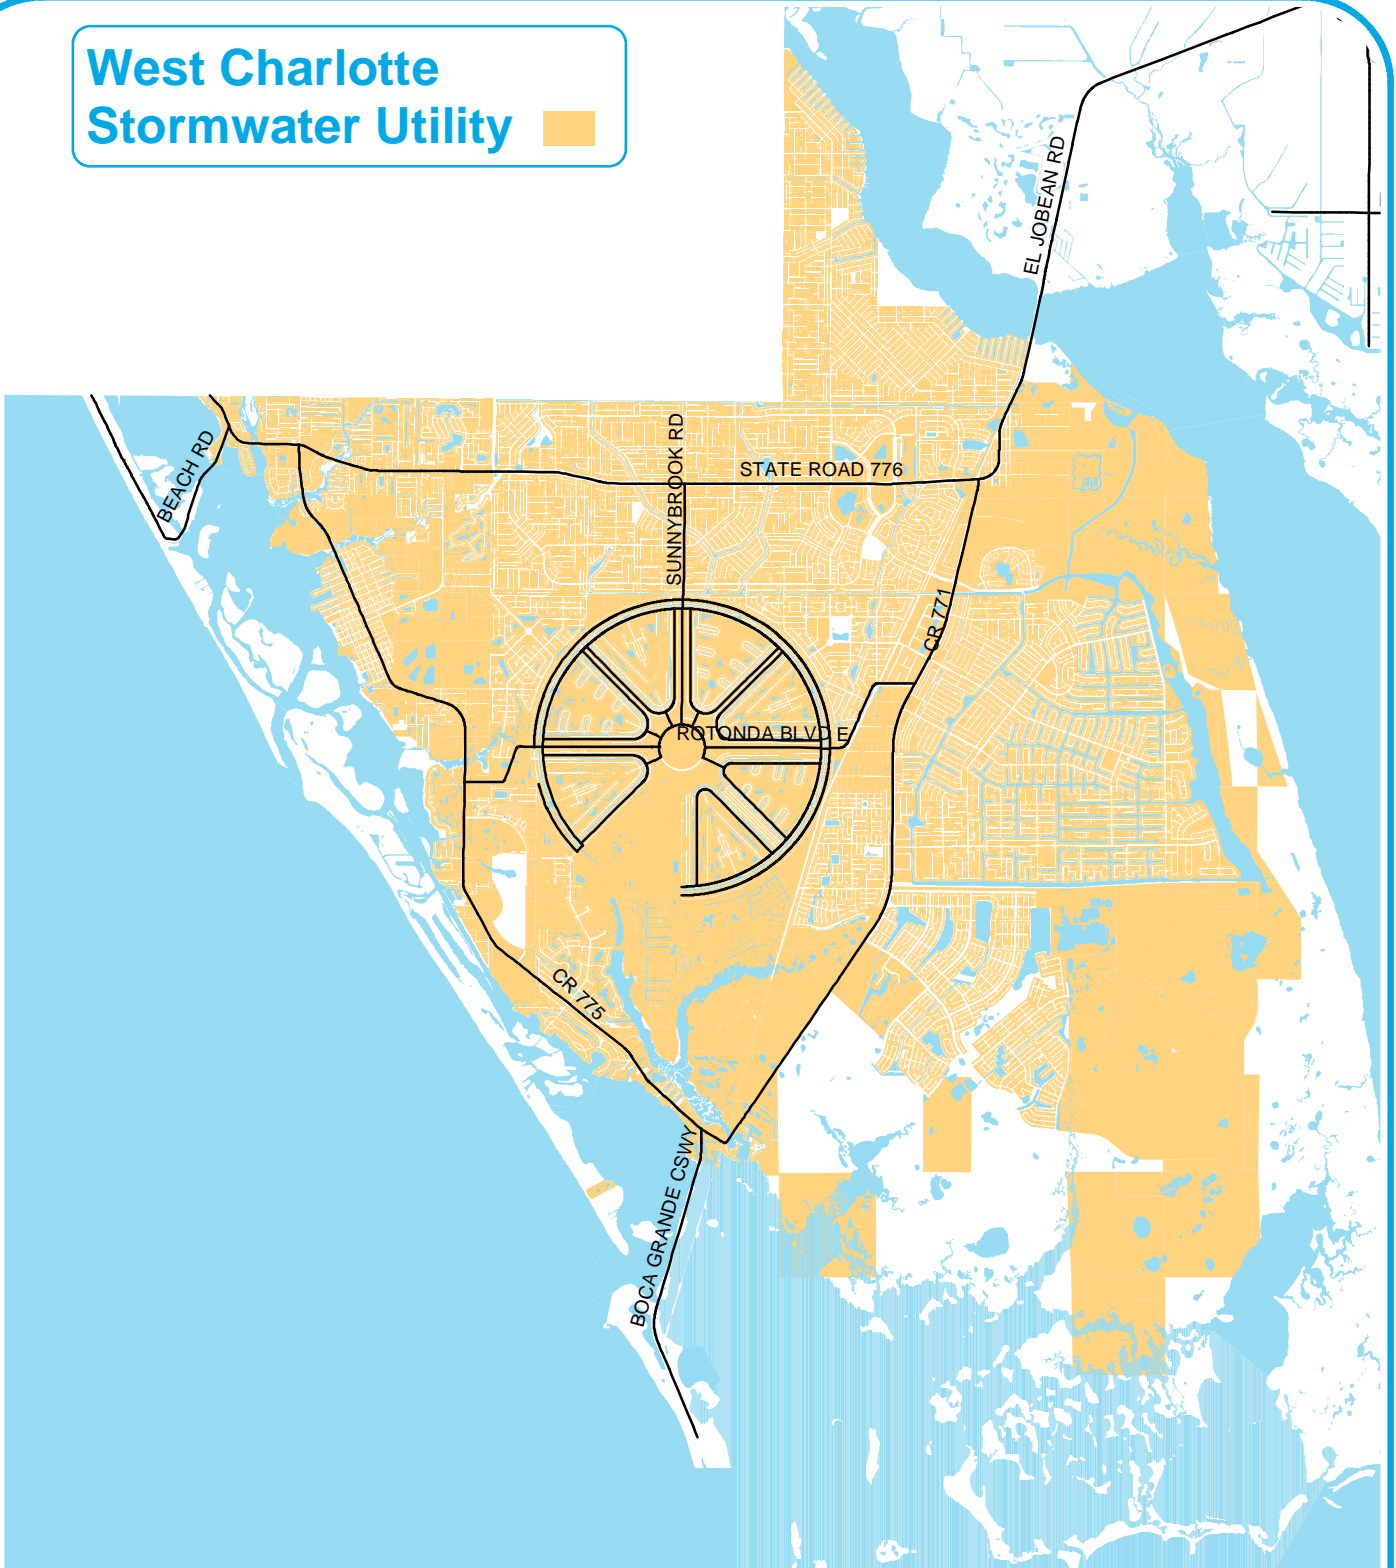 West Charlotte
Stormwater Utility
EL JOBEAN RD
BEACH RD
SUNNYBROOK RD
STATE ROAD 776
CR 771
ROTONDA BLVD E
CR 775
BOCA GRANDE CSWY